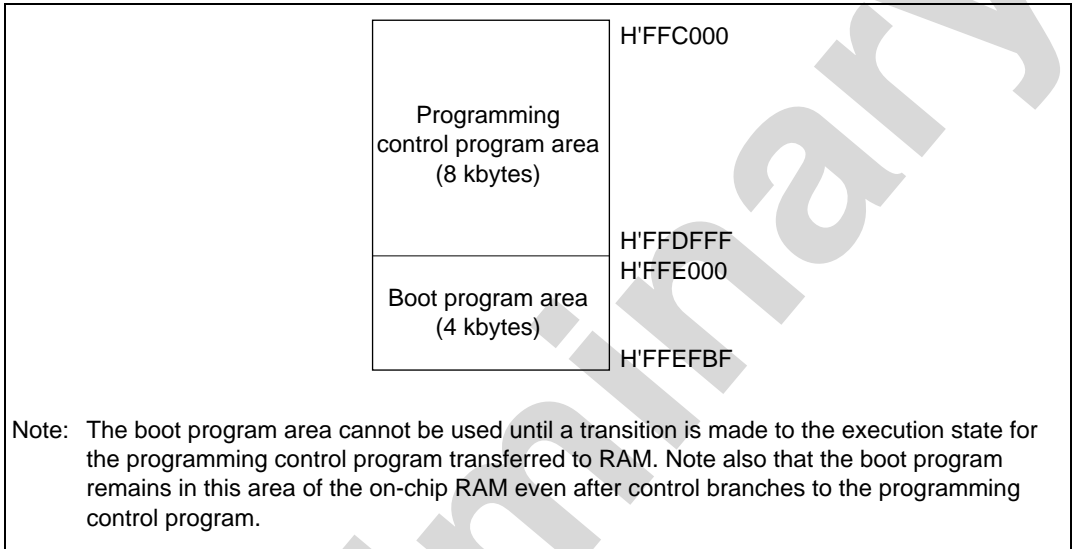 H'FFC000
Programming
control program area
(8 kbytes)
H'FFDFFF
H'FFE000
Boot program area
(4 kbytes)
H'FFEFBF
Note: The boot program area cannot be used until a transition is made to the execution state for
the programming control program transferred to RAM. Note also that the boot program
remains in this area of the on-chip RAM even after control branches to the programming
control program.
minary